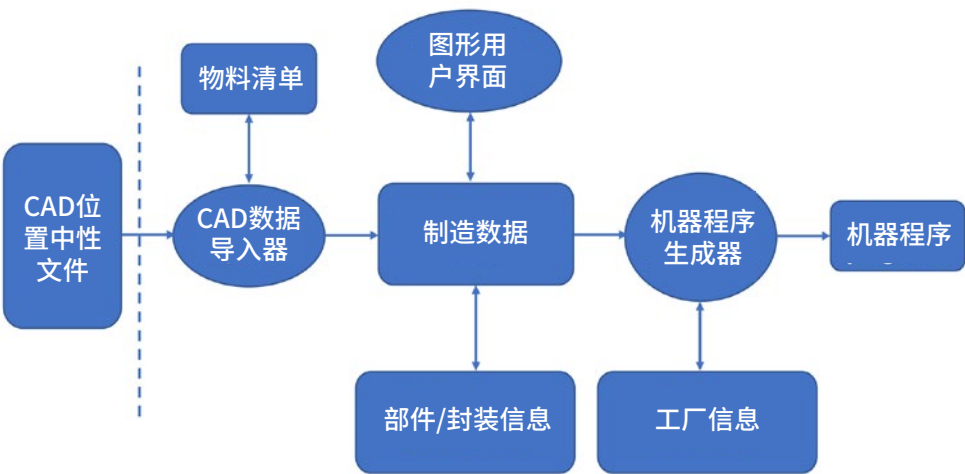 物料清单
图形用
户界面
CAD位
置中性
文件
CAD数据
导入器
制造数据
机器程序
生成器
机器程序
部件/封装信息
工厂信息